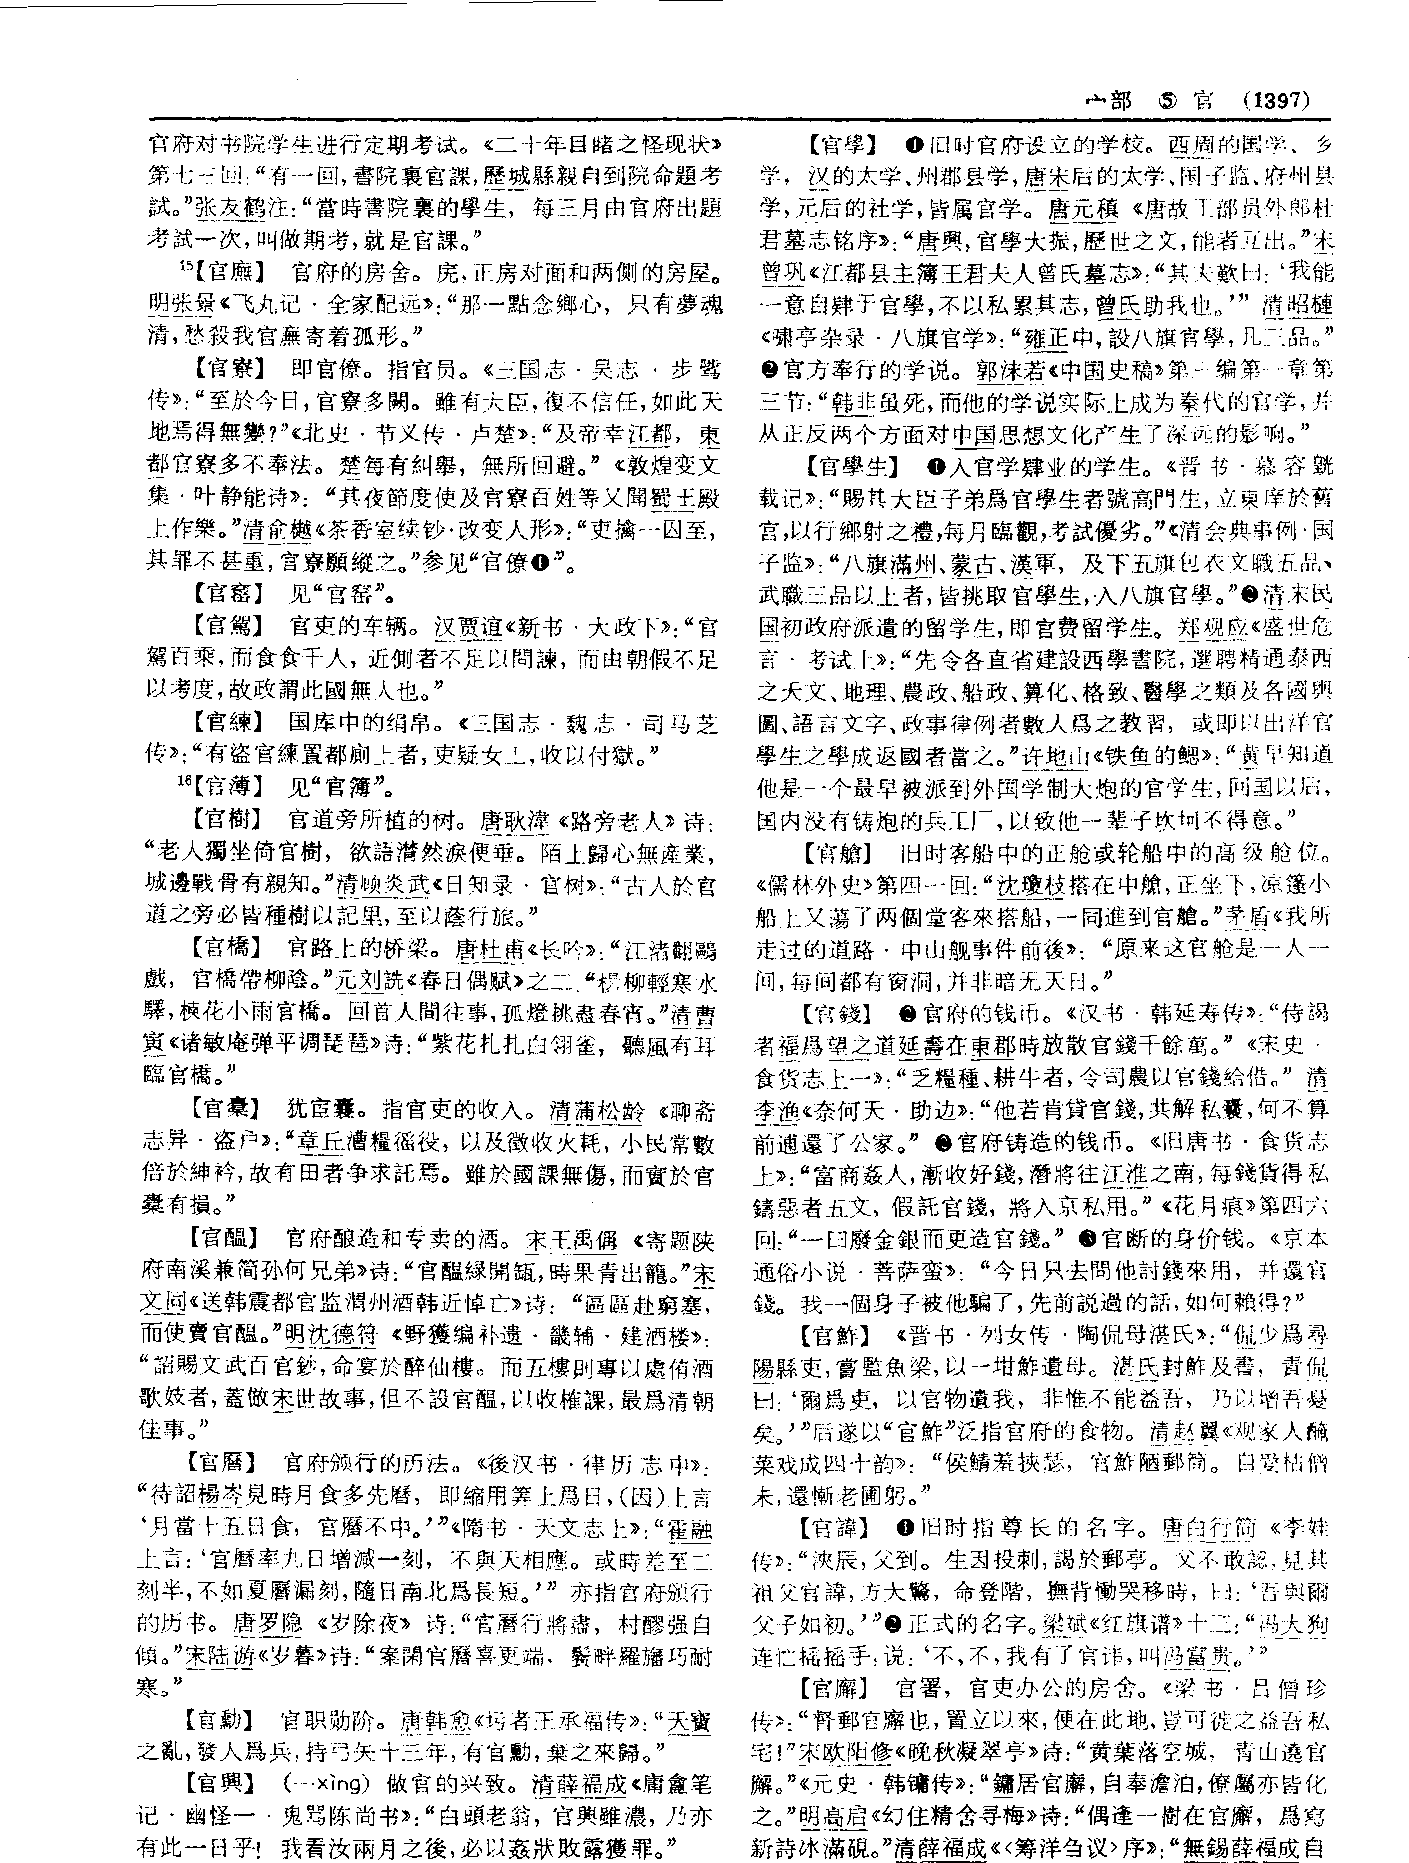 宀部 ⑤ 官 (1397)
官府对书院学生进行定期考试。《二十年目睹之怪现状》
第七三回:“有一回,書院裏官課,歷城縣親自到院命題考
試。”张友鹤注:“當時書院裏的學生,每三月由官府出題
考試一次,叫做期考,就是官課。”
15【官廡】 官府的房舍。庑,正房对面和两侧的房屋。
明张景《飞丸记·全家配远》:“那一點念鄉心,只有夢魂
清,愁殺我官廡寄着孤形。”
【官寮】 即官僚。指官员。《三国志·吴志·步骘
传》:“至於今日,官寮多闕。雖有大臣,復不信任,如此天
地焉得無變?”《北史·节义传·卢楚》:“及帝幸江都,東
都官寮多不奉法。楚每有糾舉,無所回避。”《敦煌变文
集·叶静能诗》:“其夜節度使及官寮百姓等又聞蜀王殿
上作樂。”清俞樾《茶香室续钞·改变人形》:“吏擒一囚至,
其罪不甚重,官寮願縱之。”参见“官僚❶”。
【官窰】 见“官窑”。
【官駕】 官吏的车辆。汉贾谊《新书·大政下》:“官
駕百乘,而食食千人,近側者不足以問諫,而由朝假不足
以考度,故政謂此國無人也。”
【官練】 国库中的绢帛。《三国志·魏志·司马芝
传》:“有盜官練置都廁上者,吏疑女工,收以付獄。”
16【官薄】 见“官簿”。
【官樹】 官道旁所植的树。唐耿湋《路旁老人》诗:
“老人獨坐倚官樹,欲語潸然淚便垂。陌上歸心無産業,
城邊戰骨有親知。”清顾炎武《日知录·官树》:“古人於官
道之旁必皆種樹以記里,至以蔭行旅。”
【官橋】 官路上的桥梁。唐杜甫《长吟》:“江渚翻鷗
戲,官橋帶柳陰。”元刘詵《春日偶赋》之二:“楊柳輕寒水
驛,楝花小雨官橋。回首人間往事,孤燈挑盡春宵。”清曹
寅《诸敏庵弹平调琵琶》诗:“紫花扎扎白翎雀,聽風有耳
臨官橋。”
【官橐】 犹宦囊。指官吏的收入。清蒲松龄《聊斋
志异·盗户》:“章丘漕糧徭役,以及徵收火耗,小民常數
倍於紳衿,故有田者争求託焉。雖於國課無傷,而實於官
橐有損。”
【官醖】 官府酿造和专卖的酒。宋王禹偁《寄题陕
府南溪兼简孙何兄弟》诗:“官醖緑開缸,時果青出籠。”宋
文同《送韩震都官监渭州酒韩近悼亡》诗:“區區赴窮塞,
而使賣官醖。”明沈德符《野獲编补遗·畿辅·建酒楼》:
“詔賜文武百官鈔,命宴於醉仙樓。而五樓則專以處侑酒
歌妓者,蓋倣宋世故事,但不設官醖,以收榷課,最爲清朝
佳事。”
【官曆】 官府颁行的历法。《後汉书·律历志中》:
“待詔楊岑見時月食多先曆,即縮用筭上爲日,(因)上言
‘月當十五日食,官曆不中。’”《隋书·天文志上》:“霍融
上言:‘官曆率九日增減一刻,不與天相應。或時差至二
刻半,不如夏曆漏刻,隨日南北爲長短。’” 亦指官府颁行
的历书。唐罗隐《岁除夜》诗:“官曆行將盡,村醪强自
傾。”宋陆游《岁暮》诗:“案閑官曆喜更端,鬢畔羅旛巧耐
寒。”
【官勳】 官职勋阶。唐韩愈《圬者王承福传》:“天寶
之亂,發人爲兵,持弓矢十三年,有官勳,棄之來歸。”
【官興】 (—xìng) 做官的兴致。清薛福成《庸盦笔
记·幽怪一·鬼骂陈尚书》:“白頭老翁,官興雖濃,乃亦
有此一日乎! 我看汝兩月之後,必以姦狀敗露獲罪。”
【官學】 ❶旧时官府设立的学校。西周的国学、乡
学,汉的太学、州郡县学,唐宋后的太学、国子监、府州县
学,元后的社学,皆属官学。唐元稹《唐故工部员外郎杜
君墓志铭序》:“唐興,官學大振,歷世之文,能者互出。”宋
曾巩《江都县主簿王君夫人曾氏墓志》:“其夫歎曰:‘我能
一意自肄于官學,不以私累其志,曾氏助我也。’” 清昭槤
《啸亭杂录·八旗官学》:“雍正中,設八旗官學,凡三品。”
❷官方奉行的学说。郭沫若《中国史稿》第一编第一章第
三节:“韩非虽死,而他的学说实际上成为秦代的官学,并
从正反两个方面对中国思想文化产生了深远的影响。”
【官學生】 ❶入官学肄业的学生。《晋书·慕容皝
载记》:“賜其大臣子弟爲官學生者號高門生,立東庠於舊
宫,以行鄉射之禮,每月臨觀,考試優劣。”《清会典事例·国
子监》:“八旗滿州、蒙古、漢軍,及下五旗包衣文職五品、
武職三品以上者,皆挑取官學生,入八旗官學。”❷清末民
国初政府派遣的留学生,即官费留学生。郑观应《盛世危
言·考试上》:“先令各直省建設西學書院,選聘精通泰西
之天文、地理、農政、船政、算化、格致、醫學之類及各國輿
圖、語言文字、政事律例者數人爲之教習,或即以出洋官
學生之學成返國者當之。”许地山《铁鱼的鳃》:“黄早知道
他是一个最早被派到外国学制大炮的官学生,回国以后,
国内没有铸炮的兵工厂,以致他一辈子坎坷不得意。”
【官艙】 旧时客船中的正舱或轮船中的高级舱位。
《儒林外史》第四一回:“沈瓊枝搭在中艙,正坐下,凉篷小
船上又蕩了兩個堂客來搭船,一同進到官艙。”茅盾《我所
走过的道路·中山舰事件前後》:“原来这官舱是一人一
间,每间都有窗洞,并非暗无天日。”
【官錢】 ❶官府的钱币。《汉书·韩延寿传》:“侍謁
者福爲望之道延壽在東郡時放散官錢千餘萬。”《宋史·
食货志上一》:“乏糧種、耕牛者,令司農以官錢給借。” 清
李渔《奈何天·助边》:“他若肯貸官錢,共解私囊,何不算
前逋還了公家。” ❷官府铸造的钱币。《旧唐书·食货志
上》:“富商姦人,漸收好錢,潛將往江淮之南,每錢貨得私
鑄惡者五文,假託官錢,將入京私用。”《花月痕》第四六
回:“一曰廢金銀而更造官錢。” ❸官断的身价钱。《京本
通俗小说·菩萨蛮》:“今日只去問他討錢來用,并還官
錢。我一個身子被他騙了,先前説過的話,如何賴得?”
【官鮓】 《晋书·列女传·陶侃母湛氏》:“侃少爲尋
陽縣吏,嘗監魚梁,以一坩鮓遺母。湛氏封鮓及書,責侃
曰:‘爾爲吏,以官物遺我,非惟不能益吾,乃以增吾憂
矣。’”后遂以“官鮓”泛指官府的食物。清赵翼《观家人醃
菜戏成四十韵》:“侯鯖羞挾瑟,官鮓陋郵筒。自愛枯僧
味,還慚老圃躬。”
【官諱】 ❶旧时指尊长的名字。唐白行简《李娃
传》:“浹辰,父到。生因投刺,謁於郵亭。父不敢認,見其
祖父官諱,方大驚,命登階,撫背慟哭移時,曰:‘吾與爾
父子如初。’”❷正式的名字。梁斌《红旗谱》十二:“冯大狗
连忙摇摇手,说:‘不,不,我有了官讳,叫冯富贵。’”
【官廨】 官署,官吏办公的房舍。《梁书·吕僧珍
传》:“督郵官廨也,置立以來,便在此地,豈可徙之益吾私
宅!”宋欧阳修《晚秋凝翠亭》诗:“黄葉落空城,青山遶官
廨。”《元史·韩镛传》:“鏞居官廨,自奉澹泊,僚屬亦皆化
之。”明高启《幻住精舍寻梅》诗:“偶逢一樹在官廨,爲寫
新詩冰滿硯。”清薛福成《〈筹洋刍议〉序》:“無錫薛福成自